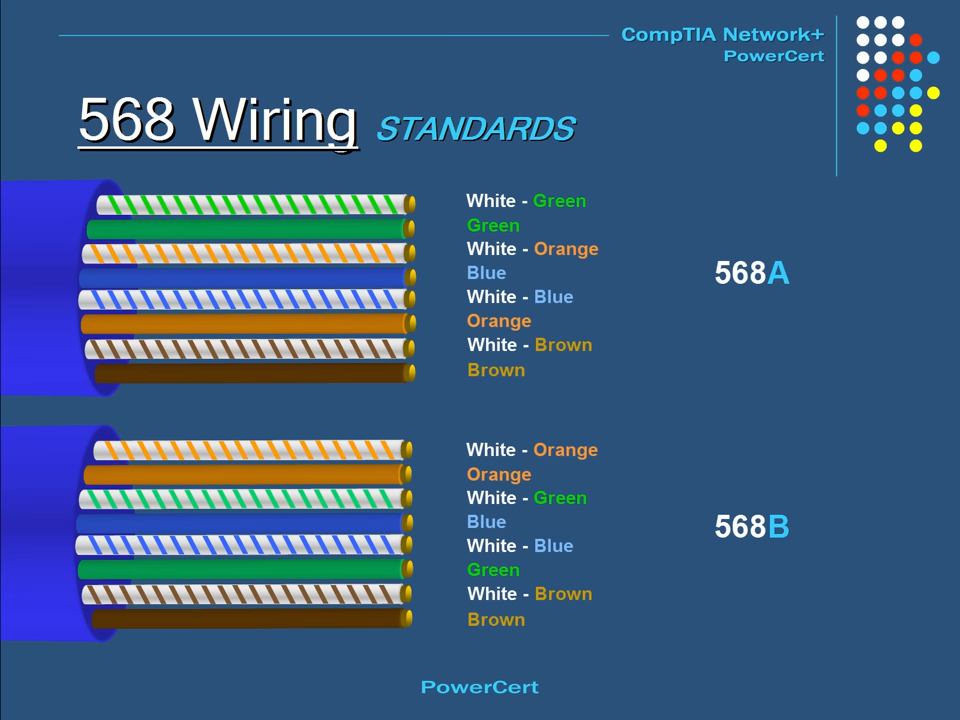 CompTIA Network+
PowerCert
568 Wiring STANDARDS
White - Green
Green
White - Orange
Blue
White - Blue
Orange
White - Brown
Brown
568A
White - Orange
Orange
White - Green
Blue
White - Blue
Green
White - Brown
Brown
568B
PowerCert